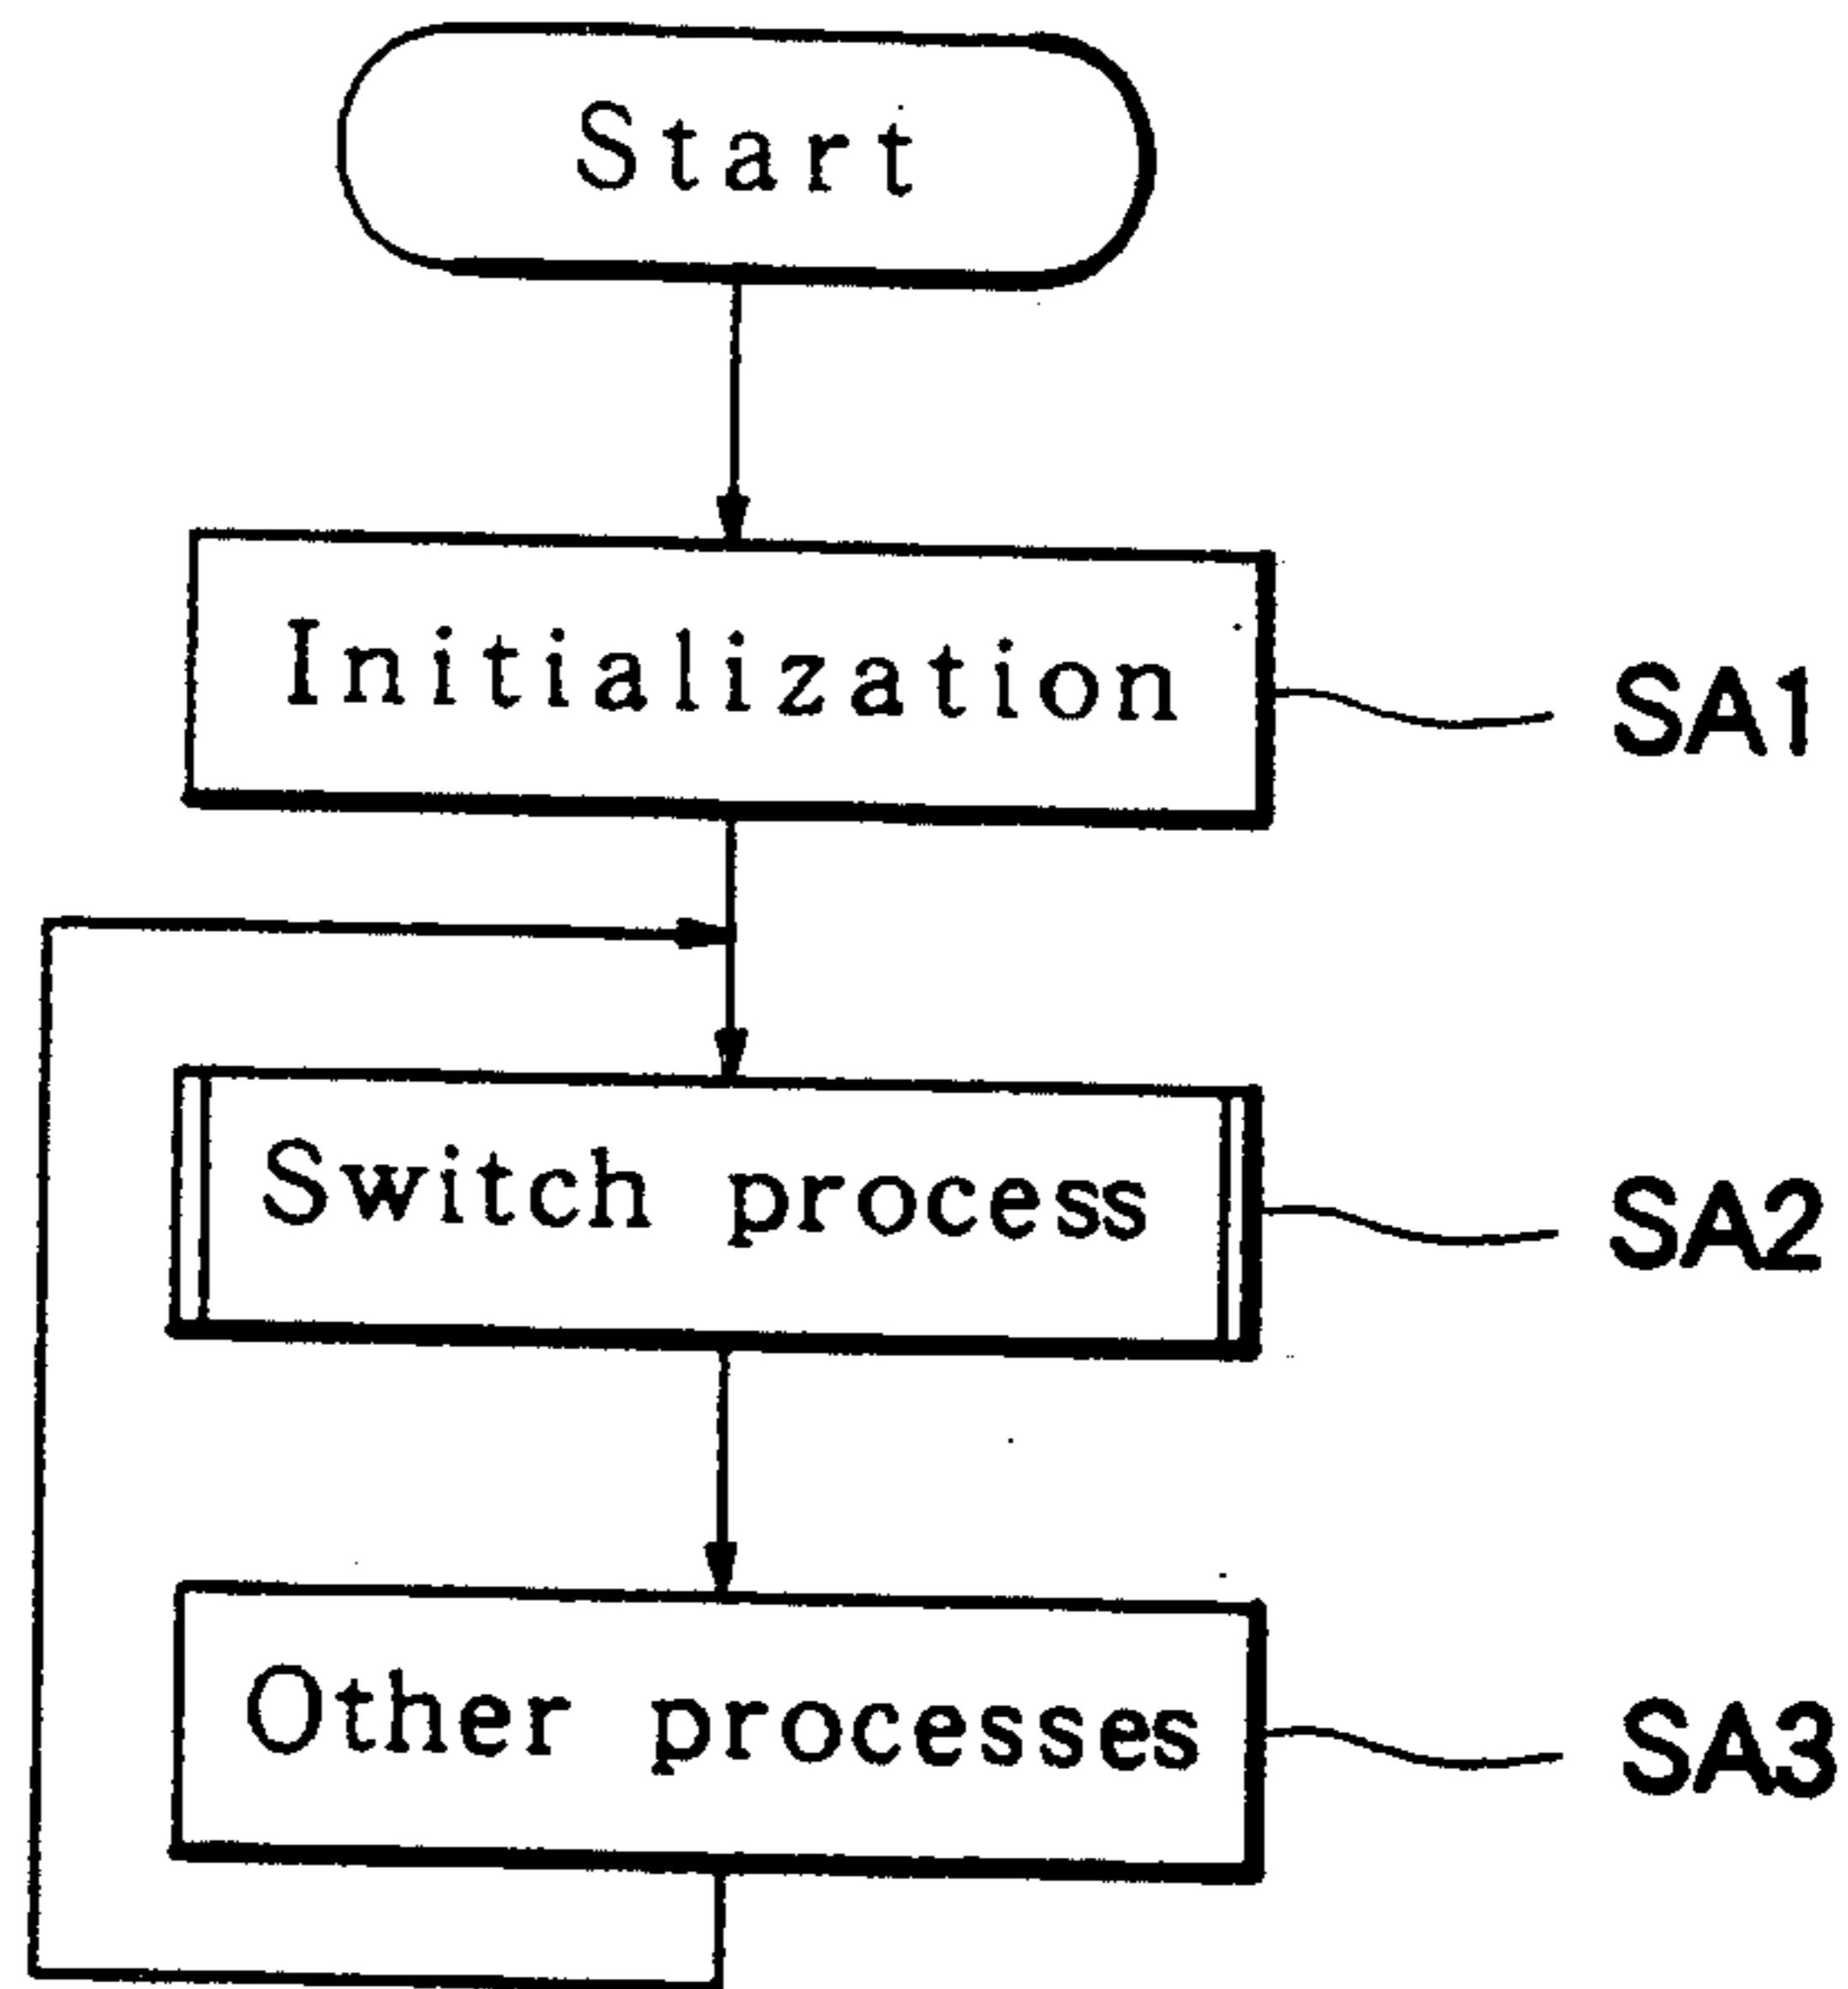 Start
Initialization
SA1
Switch process
SA2
Other processes
SA3